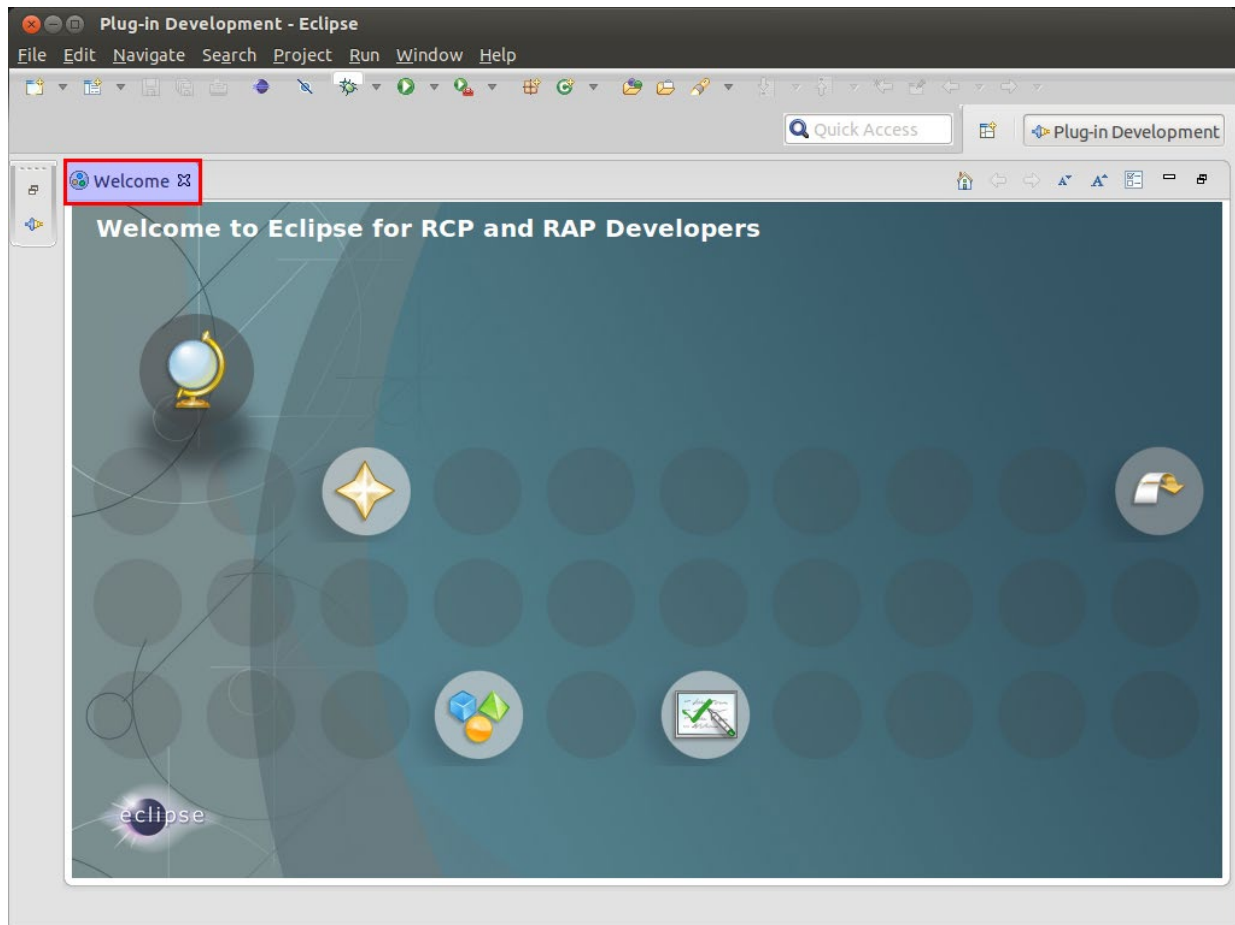 Plug-in Development - Eclipse
File Edit Navigate Search Project Run Window Help
Quick Access
Plug-in Development
Welcome
Welcome to Eclipse for RCP and RAP Developers
eclipse